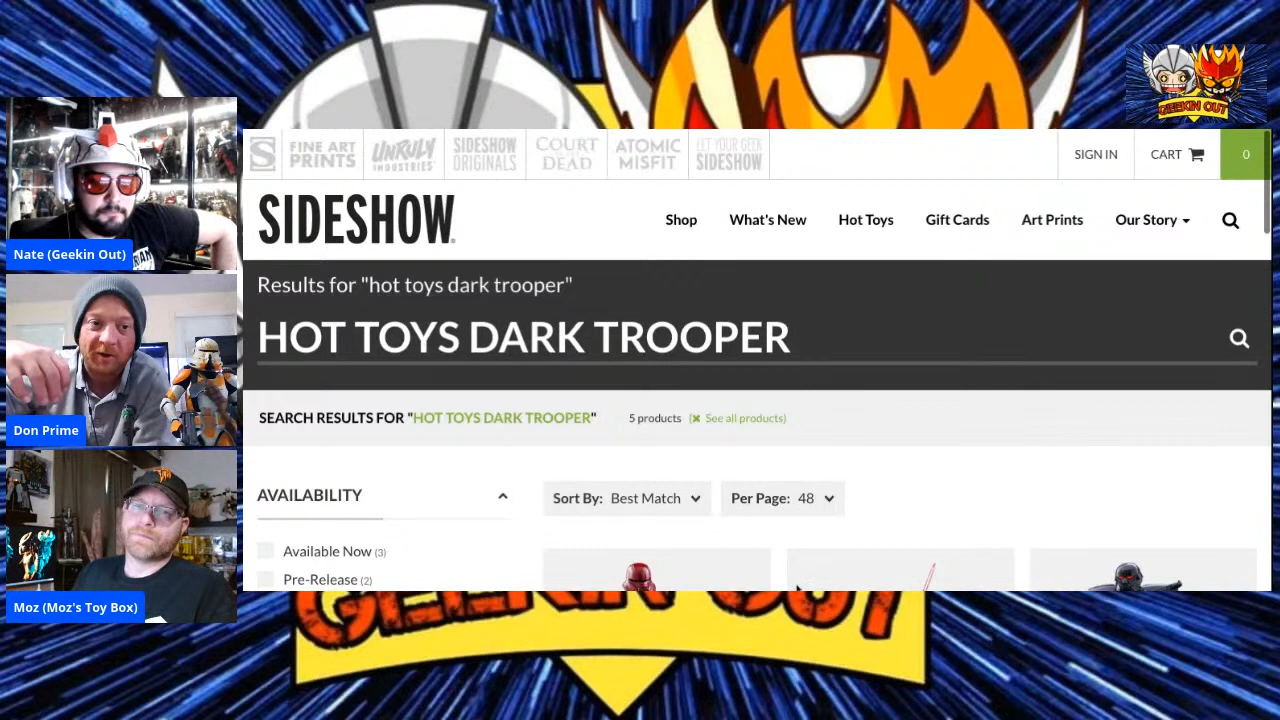 GEEKIN OUT
S
FINE ART
PRINTS
UNRULY
INDUSTRIES
SIDESHOW
ORIGINALS
COURT
OF THE
DEAD
ATOMIC
MISFIT
LET YOUR GEEK
SIDESHOW
SIGN IN
CART
0
SIDESHOW
Shop
What's New
Hot Toys
Gift Cards
Art Prints
Our Story
Results for "hot toys dark trooper"
HOT TOYS DARK TROOPER
SEARCH RESULTS FOR "HOT TOYS DARK TROOPER"
5 products
(✖ See all products)
AVAILABILITY
Sort By: Best Match
Per Page: 48
Available Now (3)
Pre-Release (2)
Nate (Geekin Out)
Don Prime
Moz (Moz's Toy Box)
GEEKIN OUT